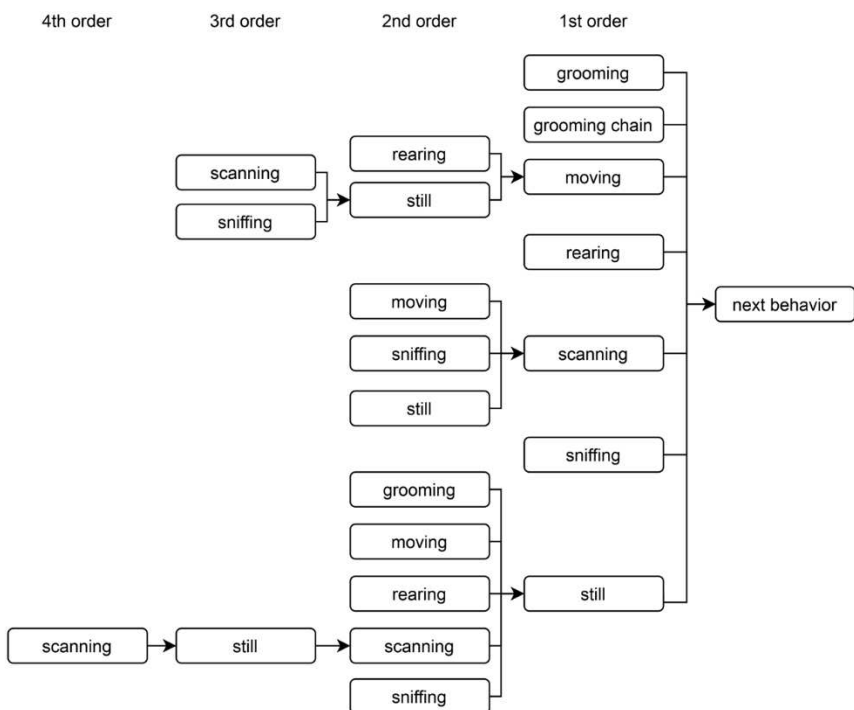 4th order 3rd order 2nd order 1st order
grooming
grooming chain
rearing
scanning
moving
still
sniffing
rearing
moving
next behavior
sniffing
scanning
still
sniffing
grooming
moving
rearing
still
scanning
still
scanning
sniffing